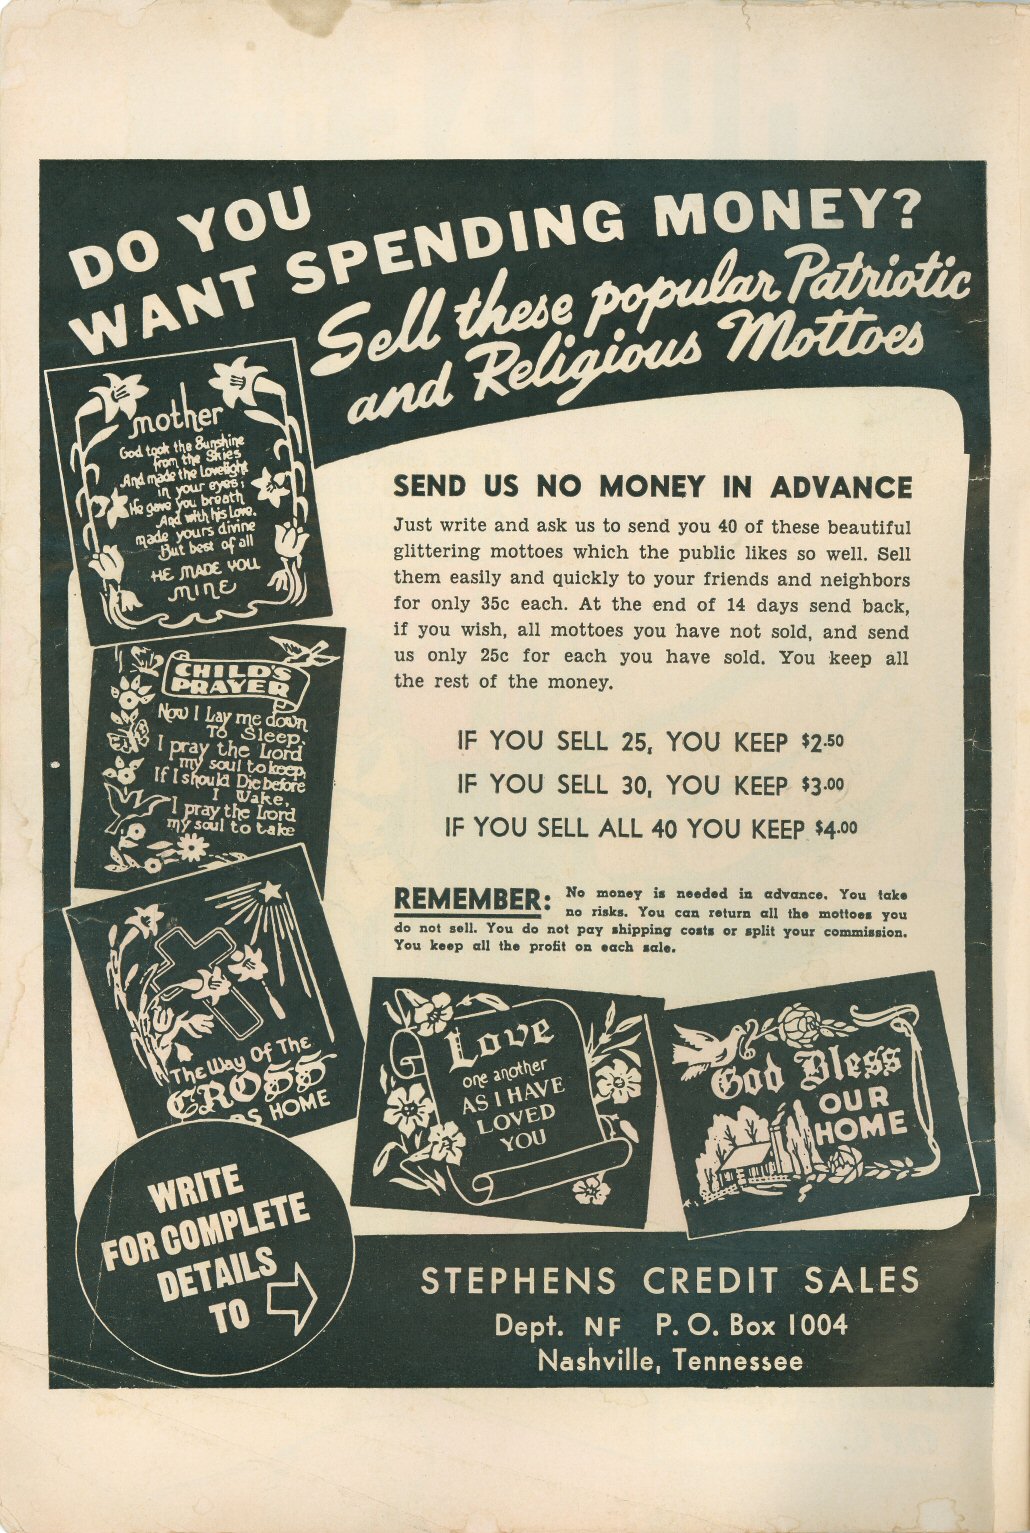 DO YOU
WANT SPENDING MONEY?
Sell these popular Patriotic
and Religious Mottoes
mother
God took the Sunshine
from the Skies
And made the Lovelight
in your eyes;
He gave you breath
And with his Love,
made yours divine
But best of all
HE MADE YOU
MINE
CHILD'S
PRAYER
Now I Lay me down
To Sleep,
I pray the Lord
my soul to keep,
If I should Die before
I Wake,
I pray the Lord
my soul to take
The Way Of The
CROSS
HOME
SEND US NO MONEY IN ADVANCE
Just write and ask us to send you 40 of these beautiful
glittering mottoes which the public likes so well. Sell
them easily and quickly to your friends and neighbors
for only 35c each. At the end of 14 days send back,
if you wish, all mottoes you have not sold, and send
us only 25c for each you have sold. You keep all
the rest of the money.
IF YOU SELL 25, YOU KEEP $2.50
IF YOU SELL 30, YOU KEEP $3.00
IF YOU SELL ALL 40 YOU KEEP $4.00
REMEMBER: No money is needed in advance. You take
no risks. You can return all the mottoes you
do not sell. You do not pay shipping costs or split your commission.
You keep all the profit on each sale.
Love
one another
AS I HAVE
LOVED
YOU
God Bless
OUR
HOME
WRITE
FOR COMPLETE
DETAILS
TO
STEPHENS CREDIT SALES
Dept. NF P. O. Box 1004
Nashville, Tennessee